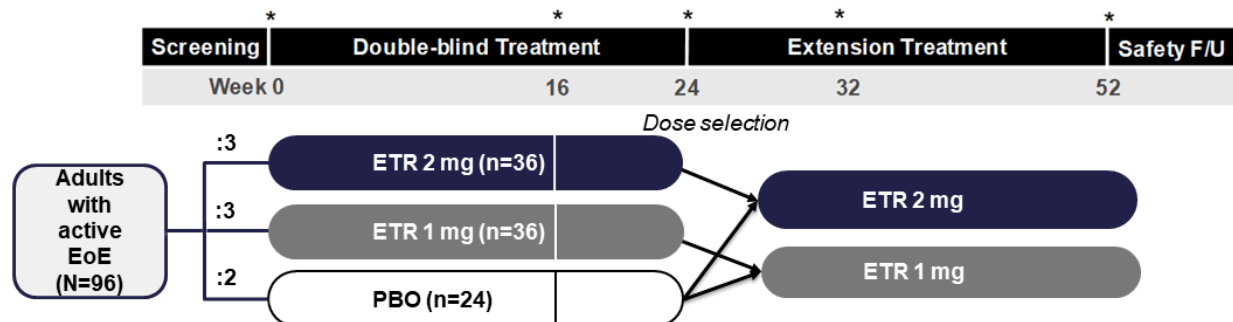 * * * * *
Screening Double-blind Treatment Extension Treatment Safety F/U
Week 0 16 24 32 52
Dose selection
:3
ETR 2 mg (n=36)
Adults
with
active
EoE
(N=96)
:3
ETR 1 mg (n=36)
:2
PBO (n=24)
ETR 2 mg
ETR 1 mg